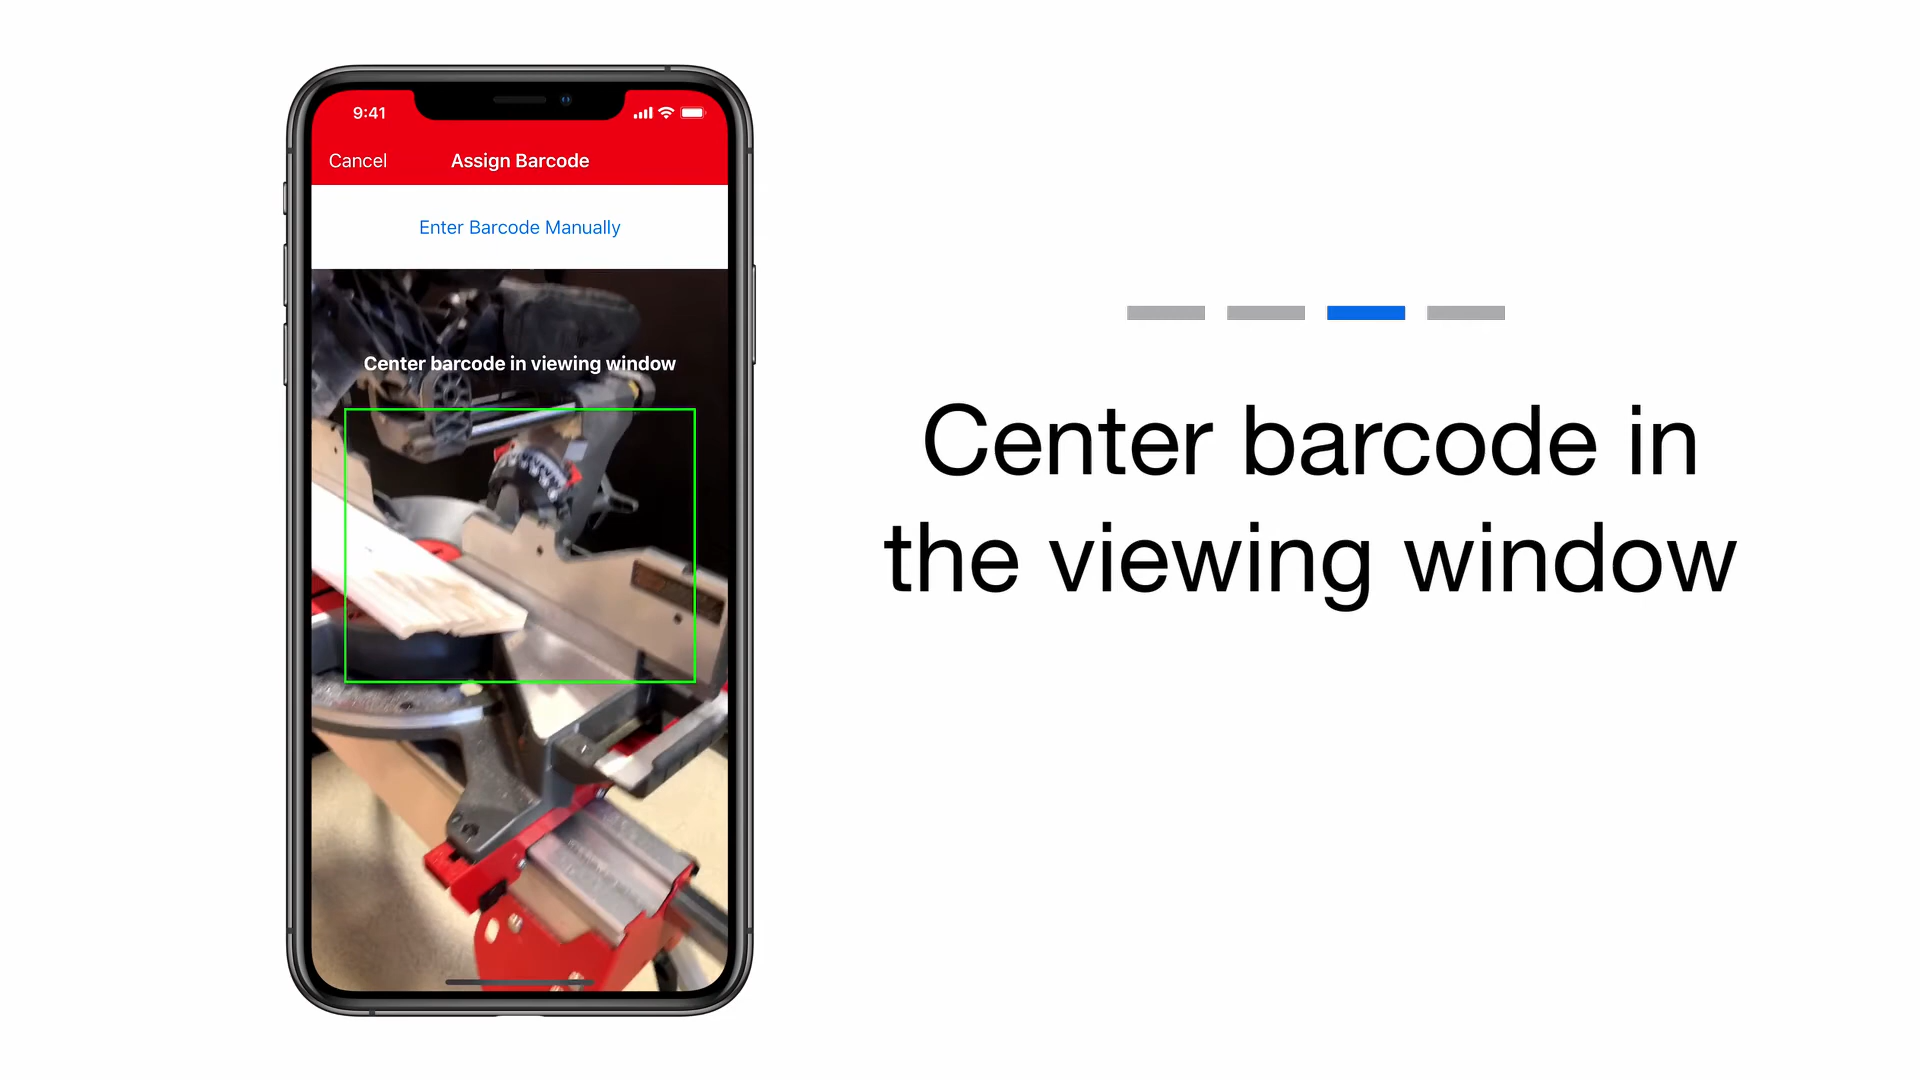 9:41
Cancel
Assign Barcode
Enter Barcode Manually
Center barcode in viewing window
Center barcode in
the viewing window